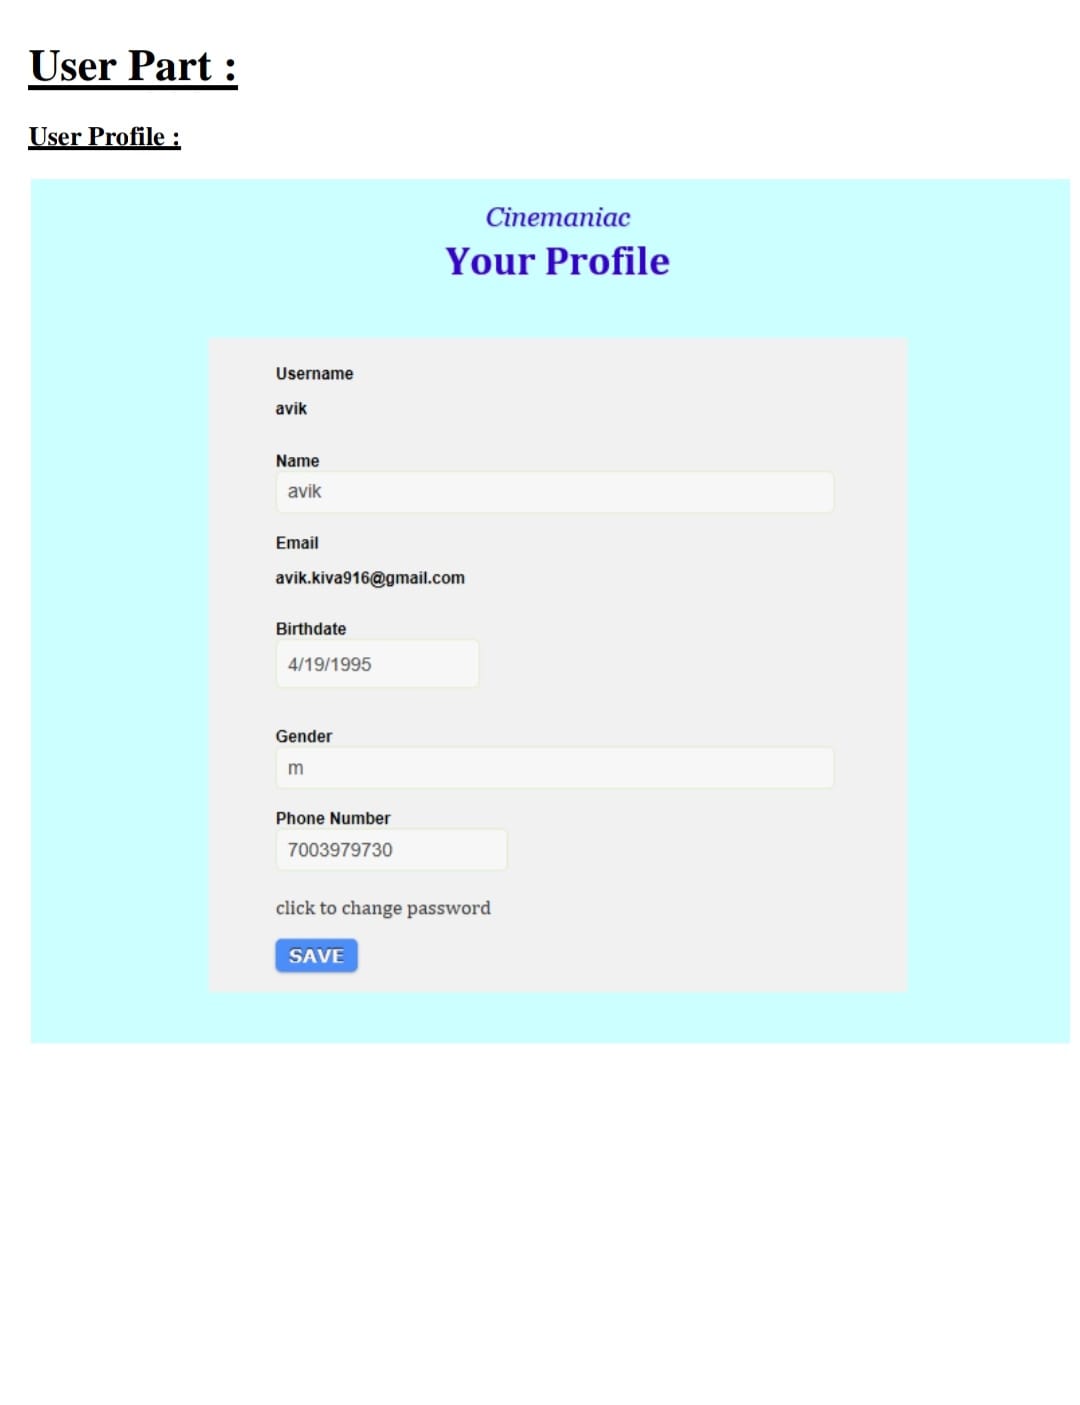 User Part :
User Profile :
Cinemaniac
Your Profile
Username
avik
Name
avik
Email
avik.kiva916@gmail.com
Birthdate
4/19/1995
Gender
m
Phone Number
7003979730
click to change password
SAVE